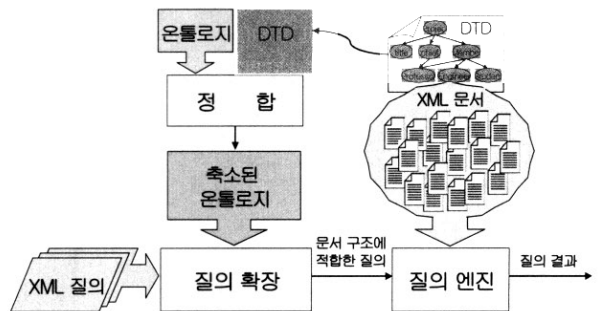 온톨로지
DTD
DTD
title
정 합
XML 문서
축소된
온톨로지
문서 구조에
적합한 질의
XML 질의
질의 확장
질의 엔진
질의 결과